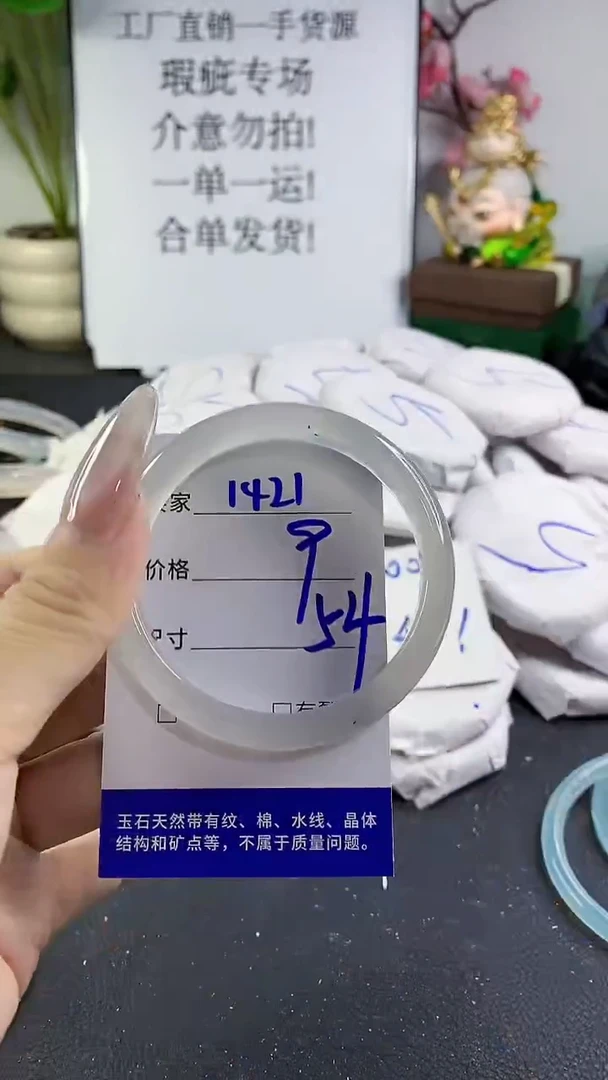 工厂直销一手货源
瑕疵专场
介意勿拍!
一单一运!
合单发货!
家 1421
价格 9
寸 54
玉石天然带有纹、棉、水线、晶体
结构和矿点等，不属于质量问题。